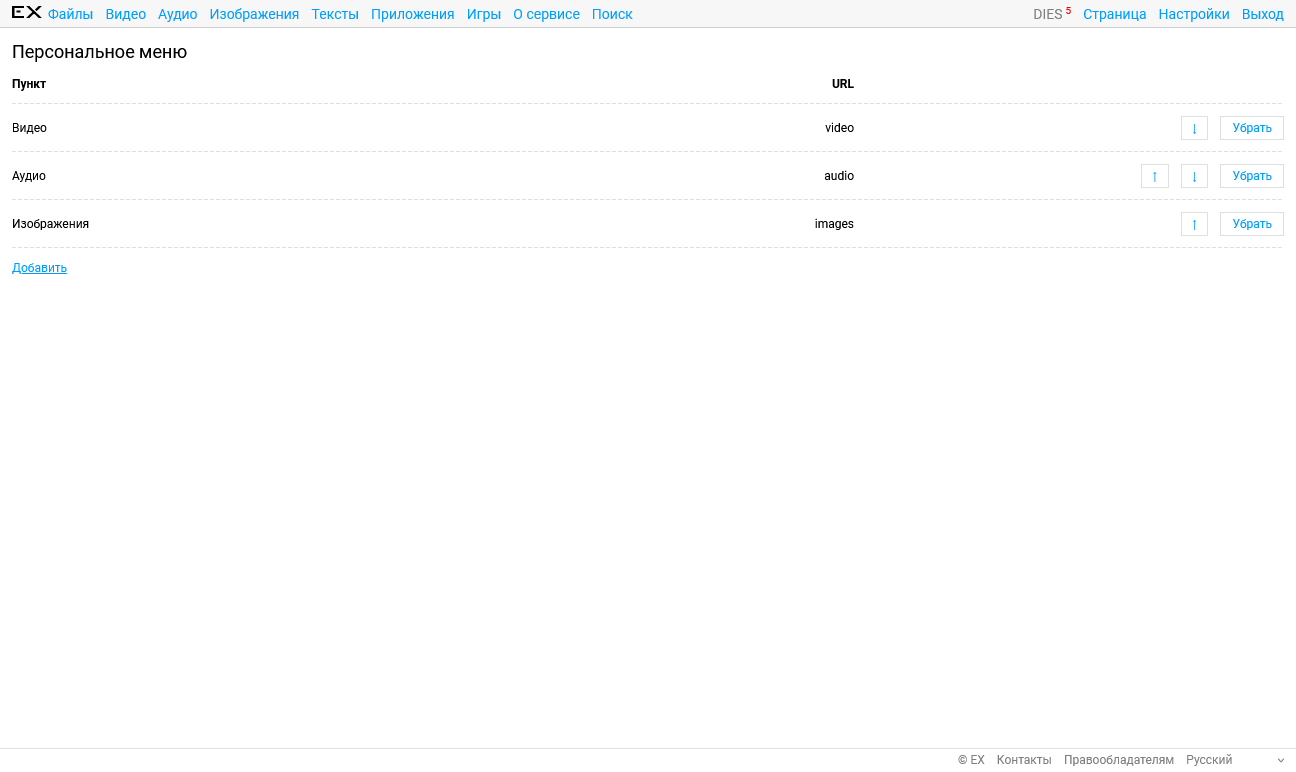 EX Файлы Видео Аудио Изображения Тексты Приложения Игры О сервисе Поиск DIES 5 Страница Настройки Выход
Персональное меню
Пункт URL
Видео video ↓ Убрать
Аудио audio ↑ ↓ Убрать
Изображения images ↑ Убрать
Добавить
© EX Контакты Правообладателям Русский